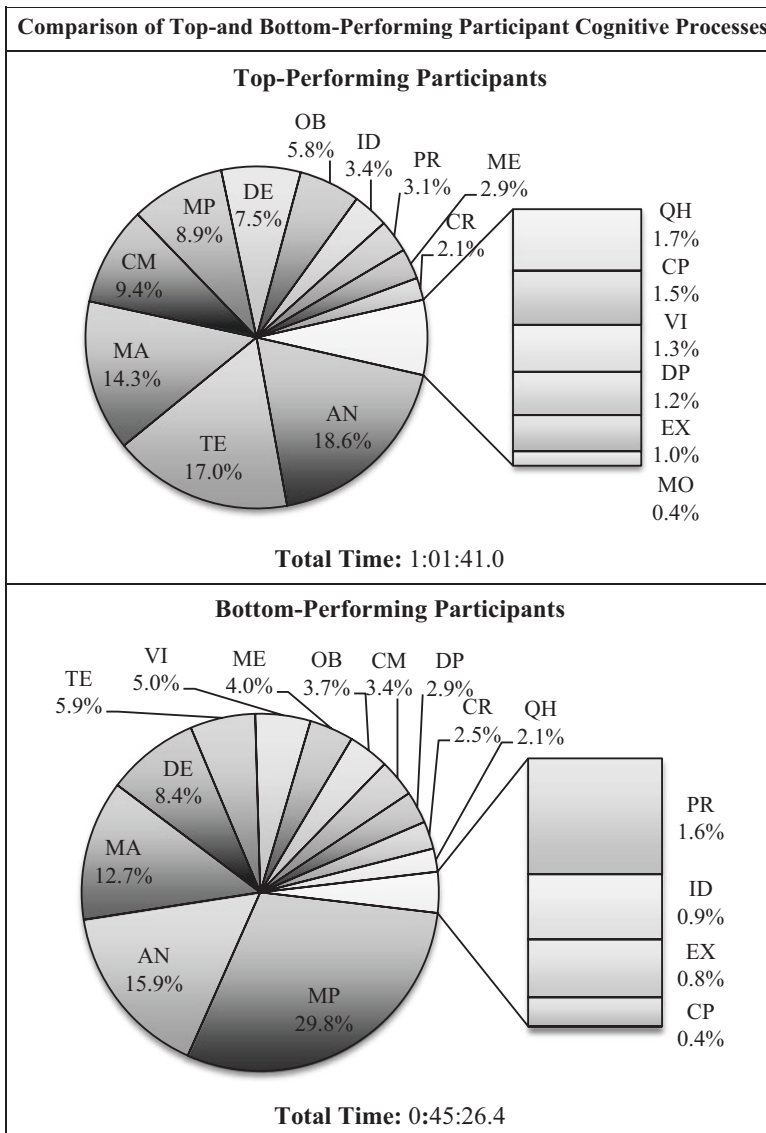 Comparison of Top-and Bottom-Performing Participant Cognitive Processes
Top-Performing Participants
OB
5.8%
ID
3.4%
PR
3.1%
ME
2.9%
CR
2.1%
DE
7.5%
MP
8.9%
CM
9.4%
MA
14.3%
TE
17.0%
AN
18.6%
QH
1.7%
CP
1.5%
VI
1.3%
DP
1.2%
EX
1.0%
MO
0.4%
Total Time: 1:01:41.0
Bottom-Performing Participants
TE
5.9%
VI
5.0%
ME
4.0%
OB
3.7%
CM
3.4%
DP
2.9%
CR
2.5%
QH
2.1%
DE
8.4%
MA
12.7%
AN
15.9%
MP
29.8%
PR
1.6%
ID
0.9%
EX
0.8%
CP
0.4%
Total Time: 0:45:26.4